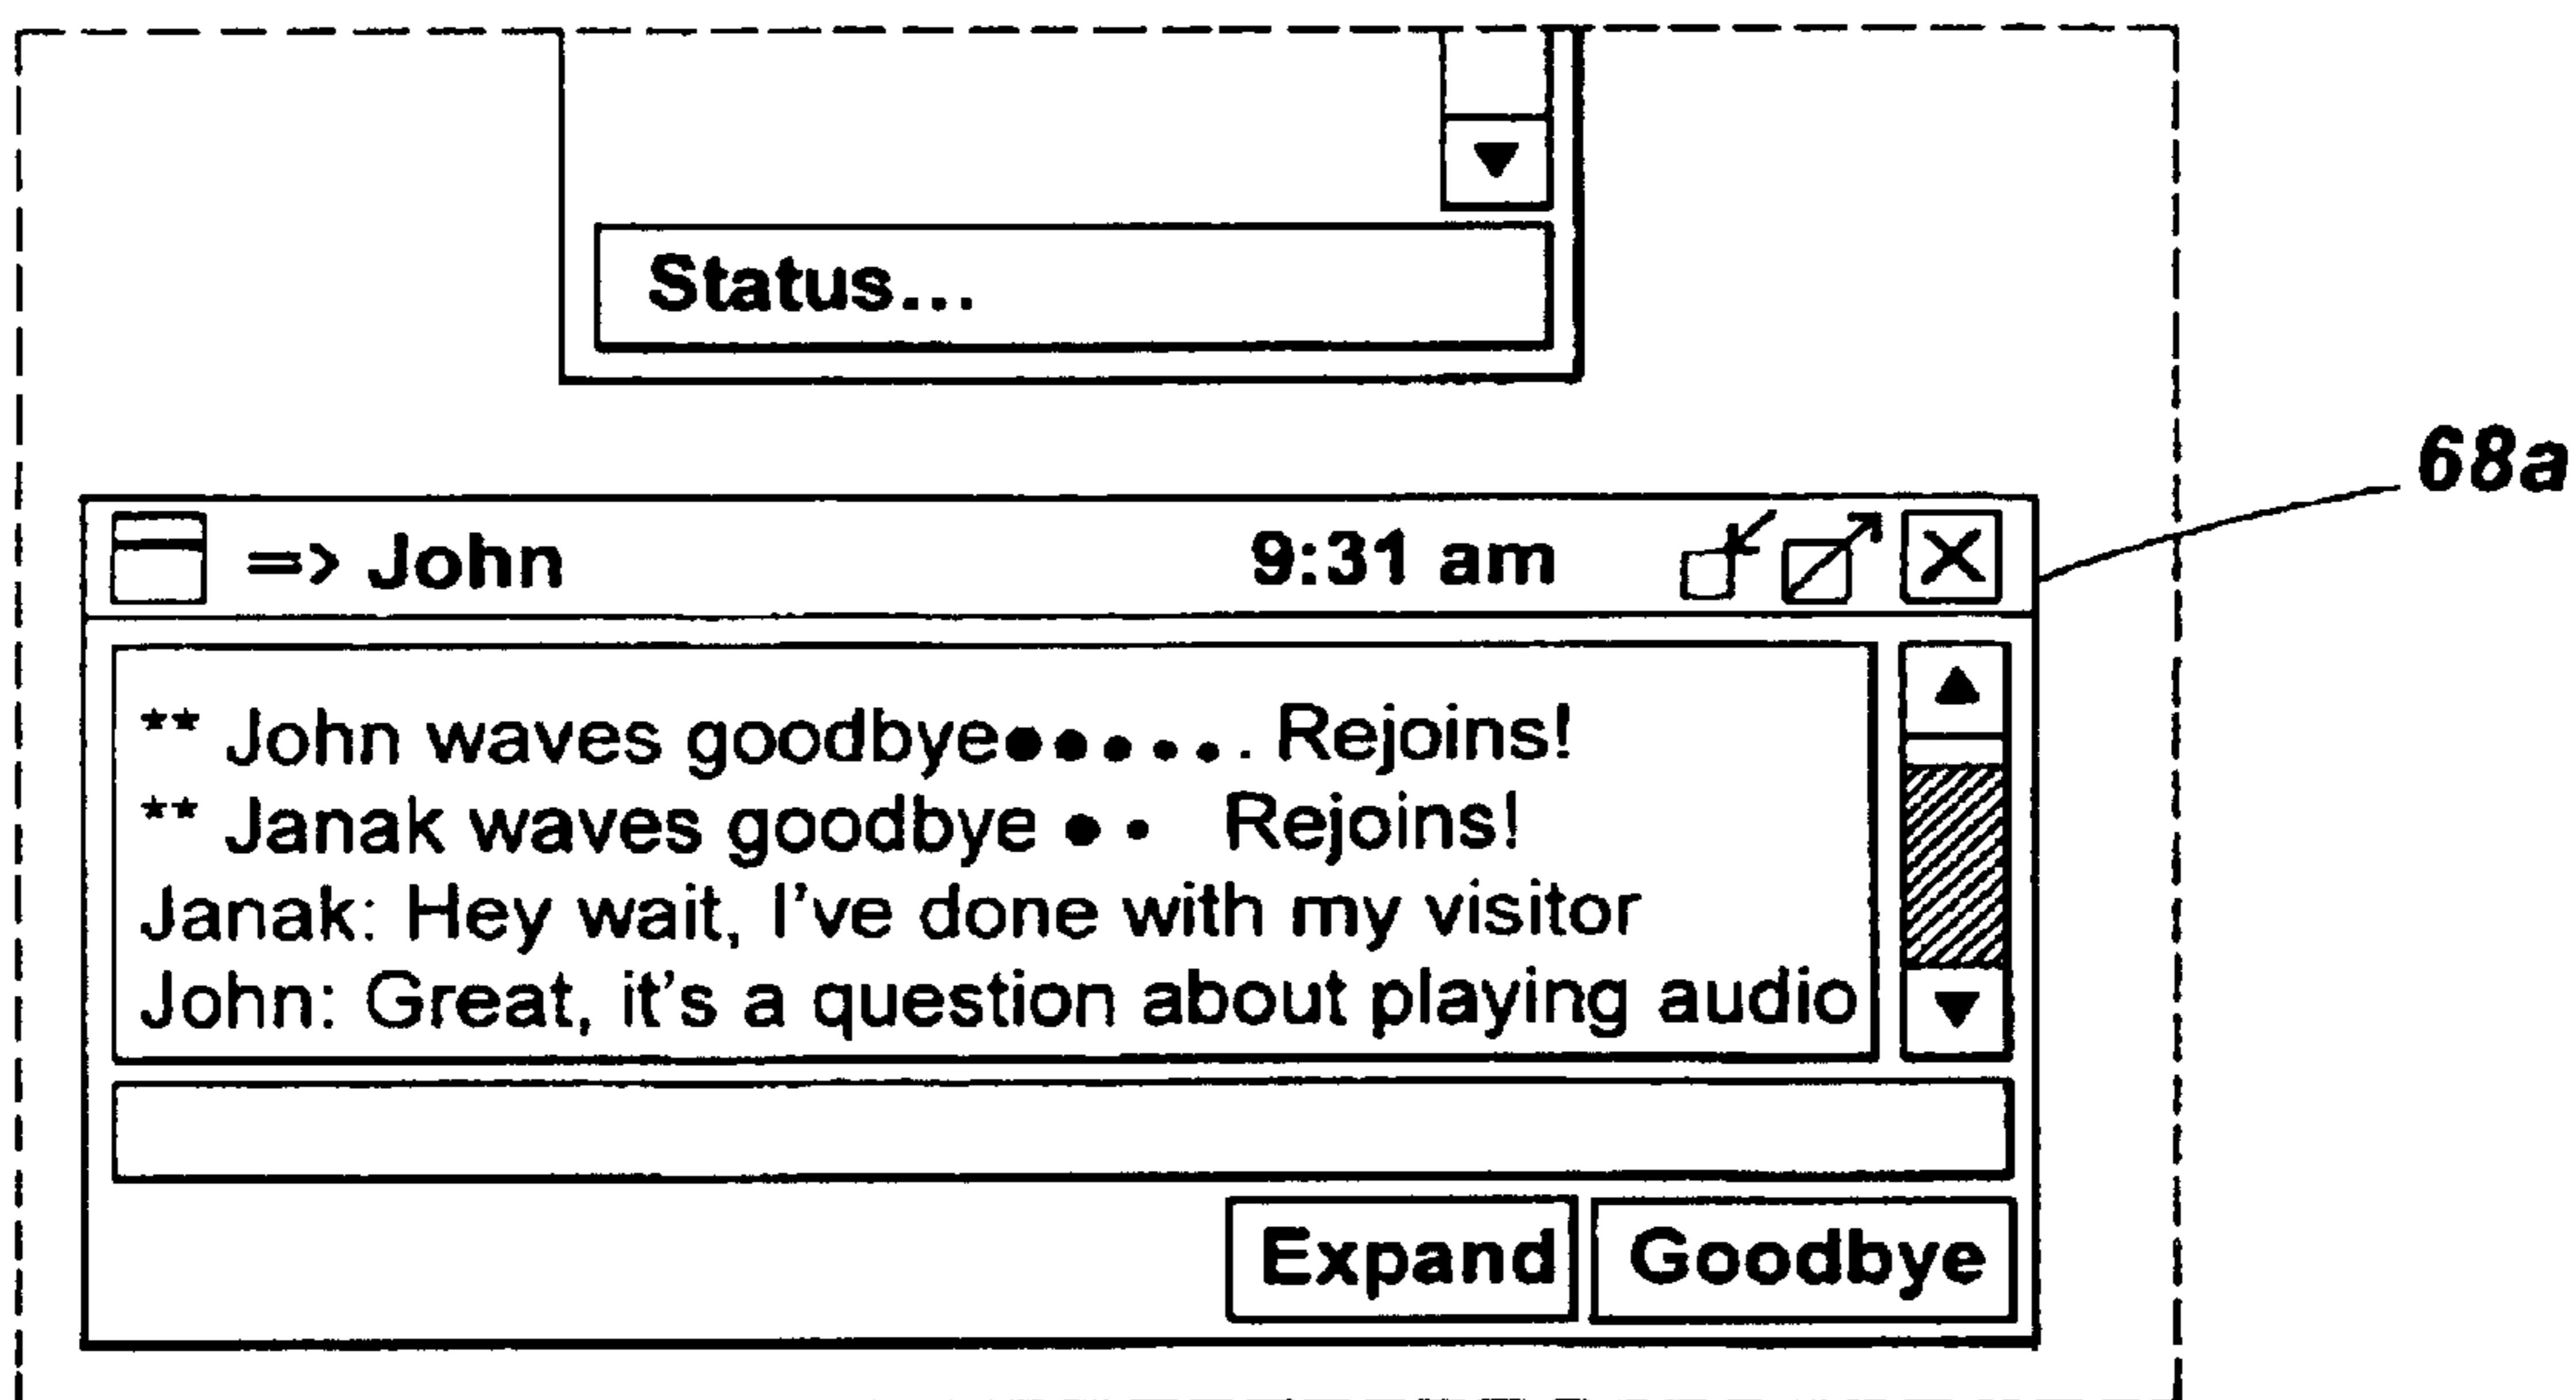 Status...
68a
=> John 9:31 am
** John waves goodbye●●●••. Rejoins!
** Janak waves goodbye ●• Rejoins!
Janak: Hey wait, I've done with my visitor
John: Great, it's a question about playing audio
Expand Goodbye